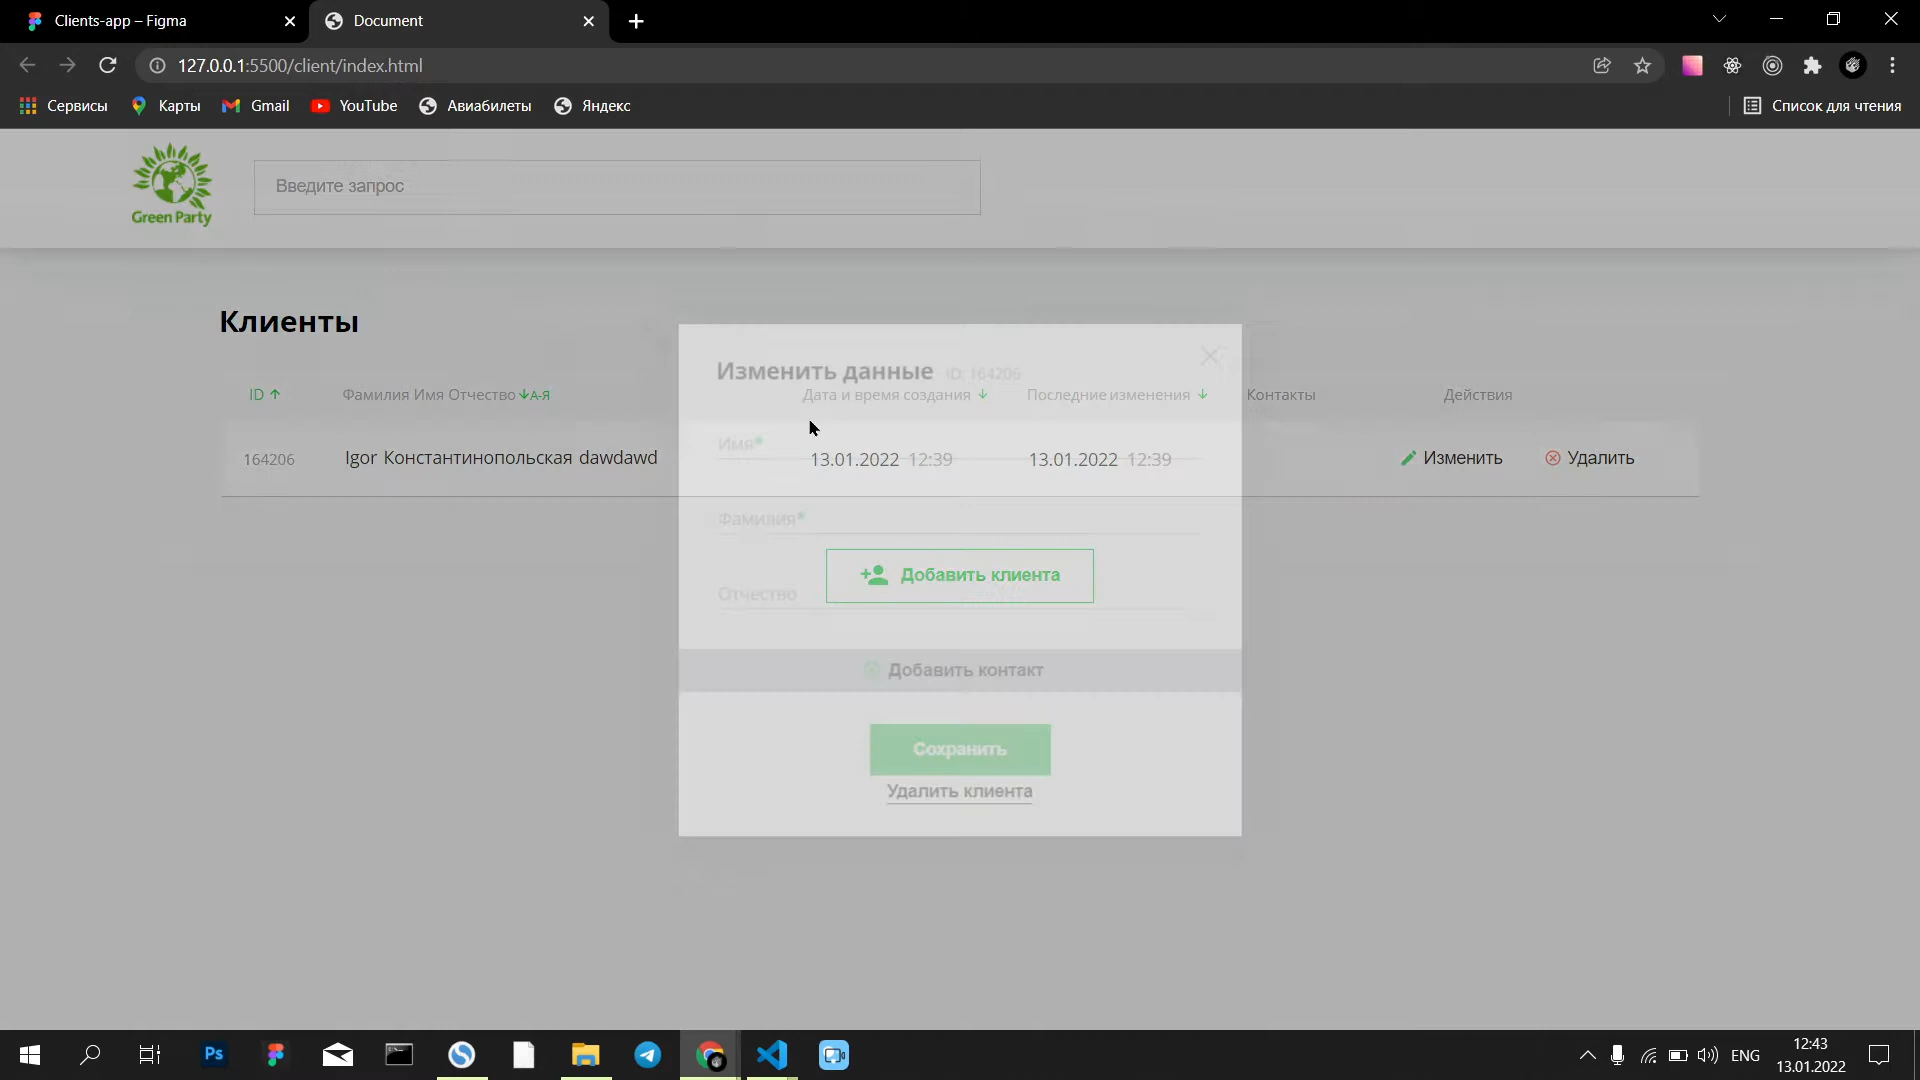 Clients-app – Figma
Document
127.0.0.1:5500/client/index.html
Сервисы
Карты
Gmail
YouTube
Авиабилеты
Яндекс
Список для чтения
Green Party
Введите запрос
Клиенты
Изменить данные ID: 164206
ID
Фамилия Имя Отчество А-Я
Дата и время создания
Последние изменения
Контакты
Действия
Имя*
164206
Igor Константинопольская dawdawd
13.01.2022 12:39
13.01.2022 12:39
Изменить
Удалить
Фамилия*
Добавить клиента
Отчество
Добавить контакт
Сохранить
Удалить клиента
Ps
ENG
12:43
13.01.2022